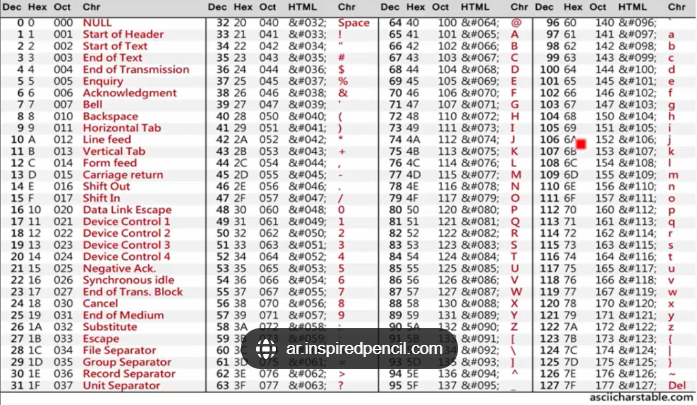 Dec Hex Oct Chr Dec Hex Oct HTML Chr Dec Hex Oct HTML Chr Dec Hex Oct HTML Chr
0 0 000 NULL 32 20 040 &#032; Space 64 40 100 &#064; @ 96 60 140 &#096; `
1 1 001 Start of Header 33 21 041 &#033; ! 65 41 101 &#065; A 97 61 141 &#097; a
2 2 002 Start of Text 34 22 042 &#034; " 66 42 102 &#066; B 98 62 142 &#098; b
3 3 003 End of Text 35 23 043 &#035; # 67 43 103 &#067; C 99 63 143 &#099; c
4 4 004 End of Transmission 36 24 044 &#036; $ 68 44 104 &#068; D 100 64 144 &#100; d
5 5 005 Enquiry 37 25 045 &#037; % 69 45 105 &#069; E 101 65 145 &#101; e
6 6 006 Acknowledgment 38 26 046 &#038; & 70 46 106 &#070; F 102 66 146 &#102; f
7 7 007 Bell 39 27 047 &#039; ' 71 47 107 &#071; G 103 67 147 &#103; g
8 8 010 Backspace 40 28 050 &#040; ( 72 48 110 &#072; H 104 68 150 &#104; h
9 9 011 Horizontal Tab 41 29 051 &#041; ) 73 49 111 &#073; I 105 69 151 &#105; i
10 A 012 Line feed 42 2A 052 &#042; * 74 4A 112 &#074; J 106 6A 152 &#106; j
11 B 013 Vertical Tab 43 2B 053 &#043; + 75 4B 113 &#075; K 107 6B 153 &#107; k
12 C 014 Form feed 44 2C 054 &#044; , 76 4C 114 &#076; L 108 6C 154 &#108; l
13 D 015 Carriage return 45 2D 055 &#045; - 77 4D 115 &#077; M 109 6D 155 &#109; m
14 E 016 Shift Out 46 2E 056 &#046; . 78 4E 116 &#078; N 110 6E 156 &#110; n
15 F 017 Shift In 47 2F 057 &#047; / 79 4F 117 &#079; O 111 6F 157 &#111; o
16 10 020 Data Link Escape 48 30 060 &#048; 0 80 50 120 &#080; P 112 70 160 &#112; p
17 11 021 Device Control 1 49 31 061 &#049; 1 81 51 121 &#081; Q 113 71 161 &#113; q
18 12 022 Device Control 2 50 32 062 &#050; 2 82 52 122 &#082; R 114 72 162 &#114; r
19 13 023 Device Control 3 51 33 063 &#051; 3 83 53 123 &#083; S 115 73 163 &#115; s
20 14 024 Device Control 4 52 34 064 &#052; 4 84 54 124 &#084; T 116 74 164 &#116; t
21 15 025 Negative Ack. 53 35 065 &#053; 5 85 55 125 &#085; U 117 75 165 &#117; u
22 16 026 Synchronous idle 54 36 066 &#054; 6 86 56 126 &#086; V 118 76 166 &#118; v
23 17 027 End of Trans. Block 55 37 067 &#055; 7 87 57 127 &#087; W 119 77 167 &#119; w
24 18 030 Cancel 56 38 070 &#056; 8 88 58 130 &#088; X 120 78 170 &#120; x
25 19 031 End of Medium 57 39 071 &#057; 9 89 59 131 &#089; Y 121 79 171 &#121; y
26 1A 032 Substitute 58 3A 072 &#058; : 90 5A 132 &#090; Z 122 7A 172 &#122; z
27 1B 033 Escape 59 [ 123 7B 173 &#123; {
28 1C 034 File Separator 60 ar.inspiredpencil.com \ 124 7C 174 &#124; |
29 1D 035 Group Separator 61 ] 125 7D 175 &#125; }
30 1E 036 Record Separator 62 3E 076 &#062; > 94 5E 136 &#094; ^ 126 7E 176 &#126; ~
31 1F 037 Unit Separator 63 3F 077 &#063; ? 95 5F 137 &#095; _ 127 7F 177 &#127; Del
asciichartable.com